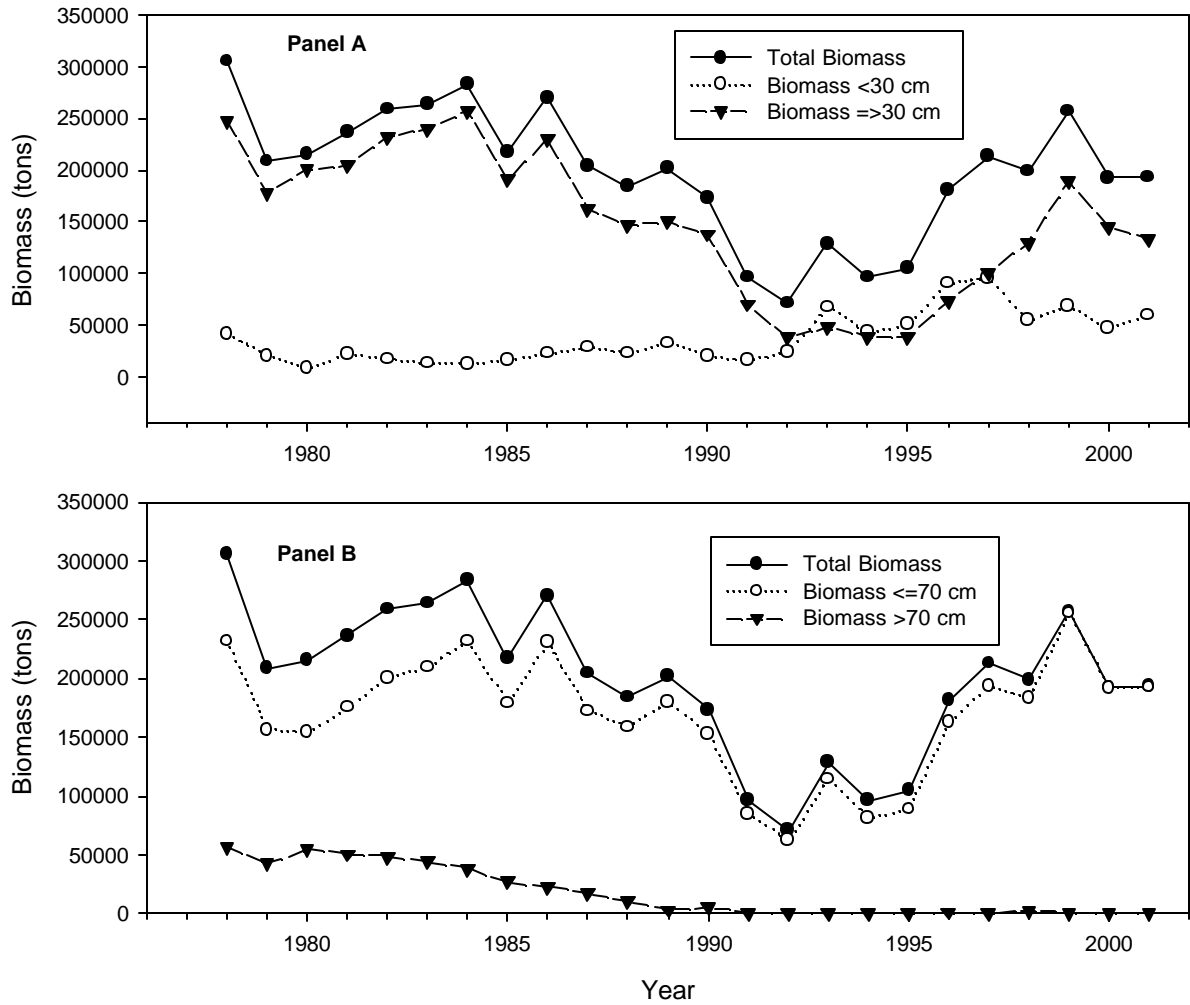 350000
300000
250000
200000
150000
100000
50000
0
Biomass (tons)
Panel A
Total Biomass
Biomass <30 cm
Biomass =>30 cm
1980
1985
1990
1995
2000
350000
300000
250000
200000
150000
100000
50000
0
Biomass (tons)
Panel B
Total Biomass
Biomass <=70 cm
Biomass >70 cm
1980
1985
1990
1995
2000
Year